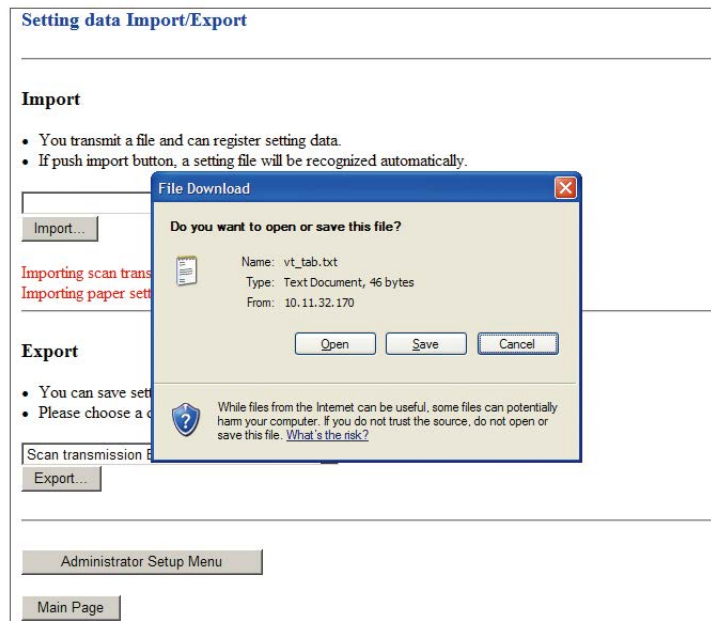 Setting data Import/Export
Import
• You transmit a file and can register setting data.
• If push import button, a setting file will be recognized automatically.
Import...
Importing scan trans
Importing paper sett
File Download
Do you want to open or save this file?
Name: vt_tab.txt
Type: Text Document, 46 bytes
From: 10.11.32.170
Open Save Cancel
While files from the Internet can be useful, some files can potentially
harm your computer. If you do not trust the source, do not open or
save this file. What's the risk?
Export
• You can save sett
• Please choose a
Scan transmission
Export...
Administrator Setup Menu
Main Page